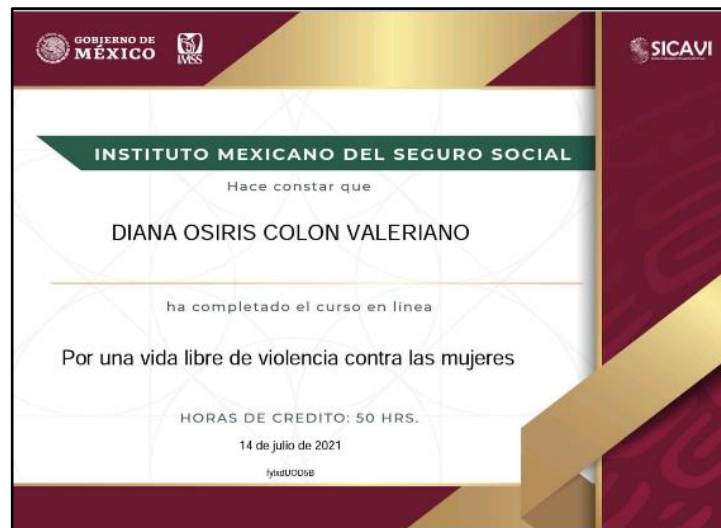 GOBIERNO DE
MÉXICO
IMSS
SICAVI
INSTITUTO MEXICANO DEL SEGURO SOCIAL
Hace constar que
DIANA OSIRIS COLON VALERIANO
ha completado el curso en línea
Por una vida libre de violencia contra las mujeres
HORAS DE CREDITO: 50 HRS.
14 de julio de 2021